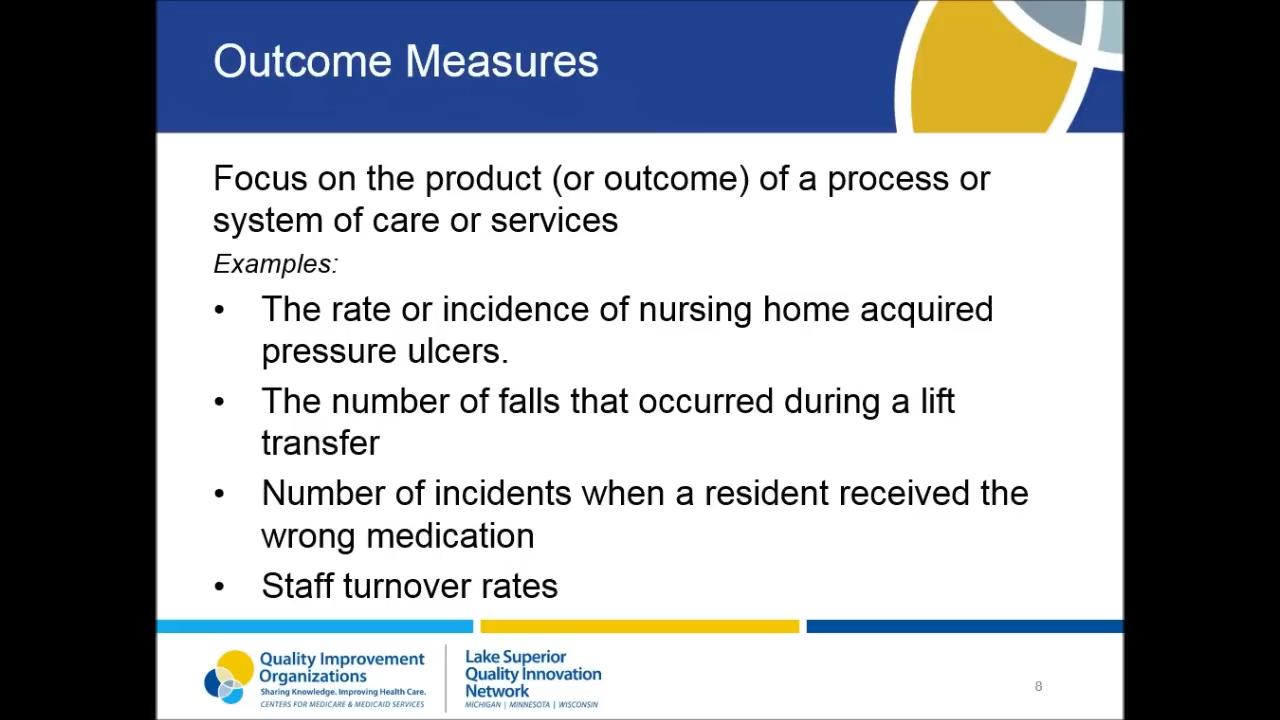 Outcome Measures
Focus on the product (or outcome) of a process or
system of care or services
Examples:
• The rate or incidence of nursing home acquired
pressure ulcers.
• The number of falls that occurred during a lift
transfer
• Number of incidents when a resident received the
wrong medication
• Staff turnover rates
Quality Improvement
Organizations
Sharing Knowledge. Improving Health Care.
CENTERS FOR MEDICARE & MEDICAID SERVICES
Lake Superior
Quality Innovation
Network
MICHIGAN | MINNESOTA | WISCONSIN
8